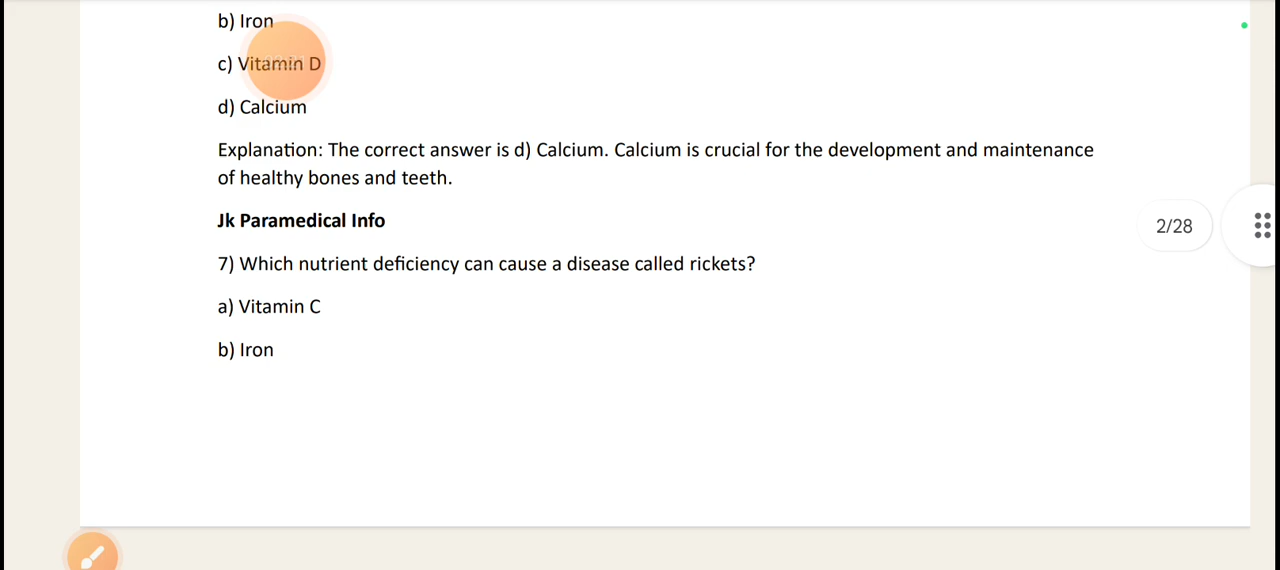 b) Iron
c) Vitamin D
d) Calcium
Explanation: The correct answer is d) Calcium. Calcium is crucial for the development and maintenance
of healthy bones and teeth.
Jk Paramedical Info
2/28
7) Which nutrient deficiency can cause a disease called rickets?
a) Vitamin C
b) Iron